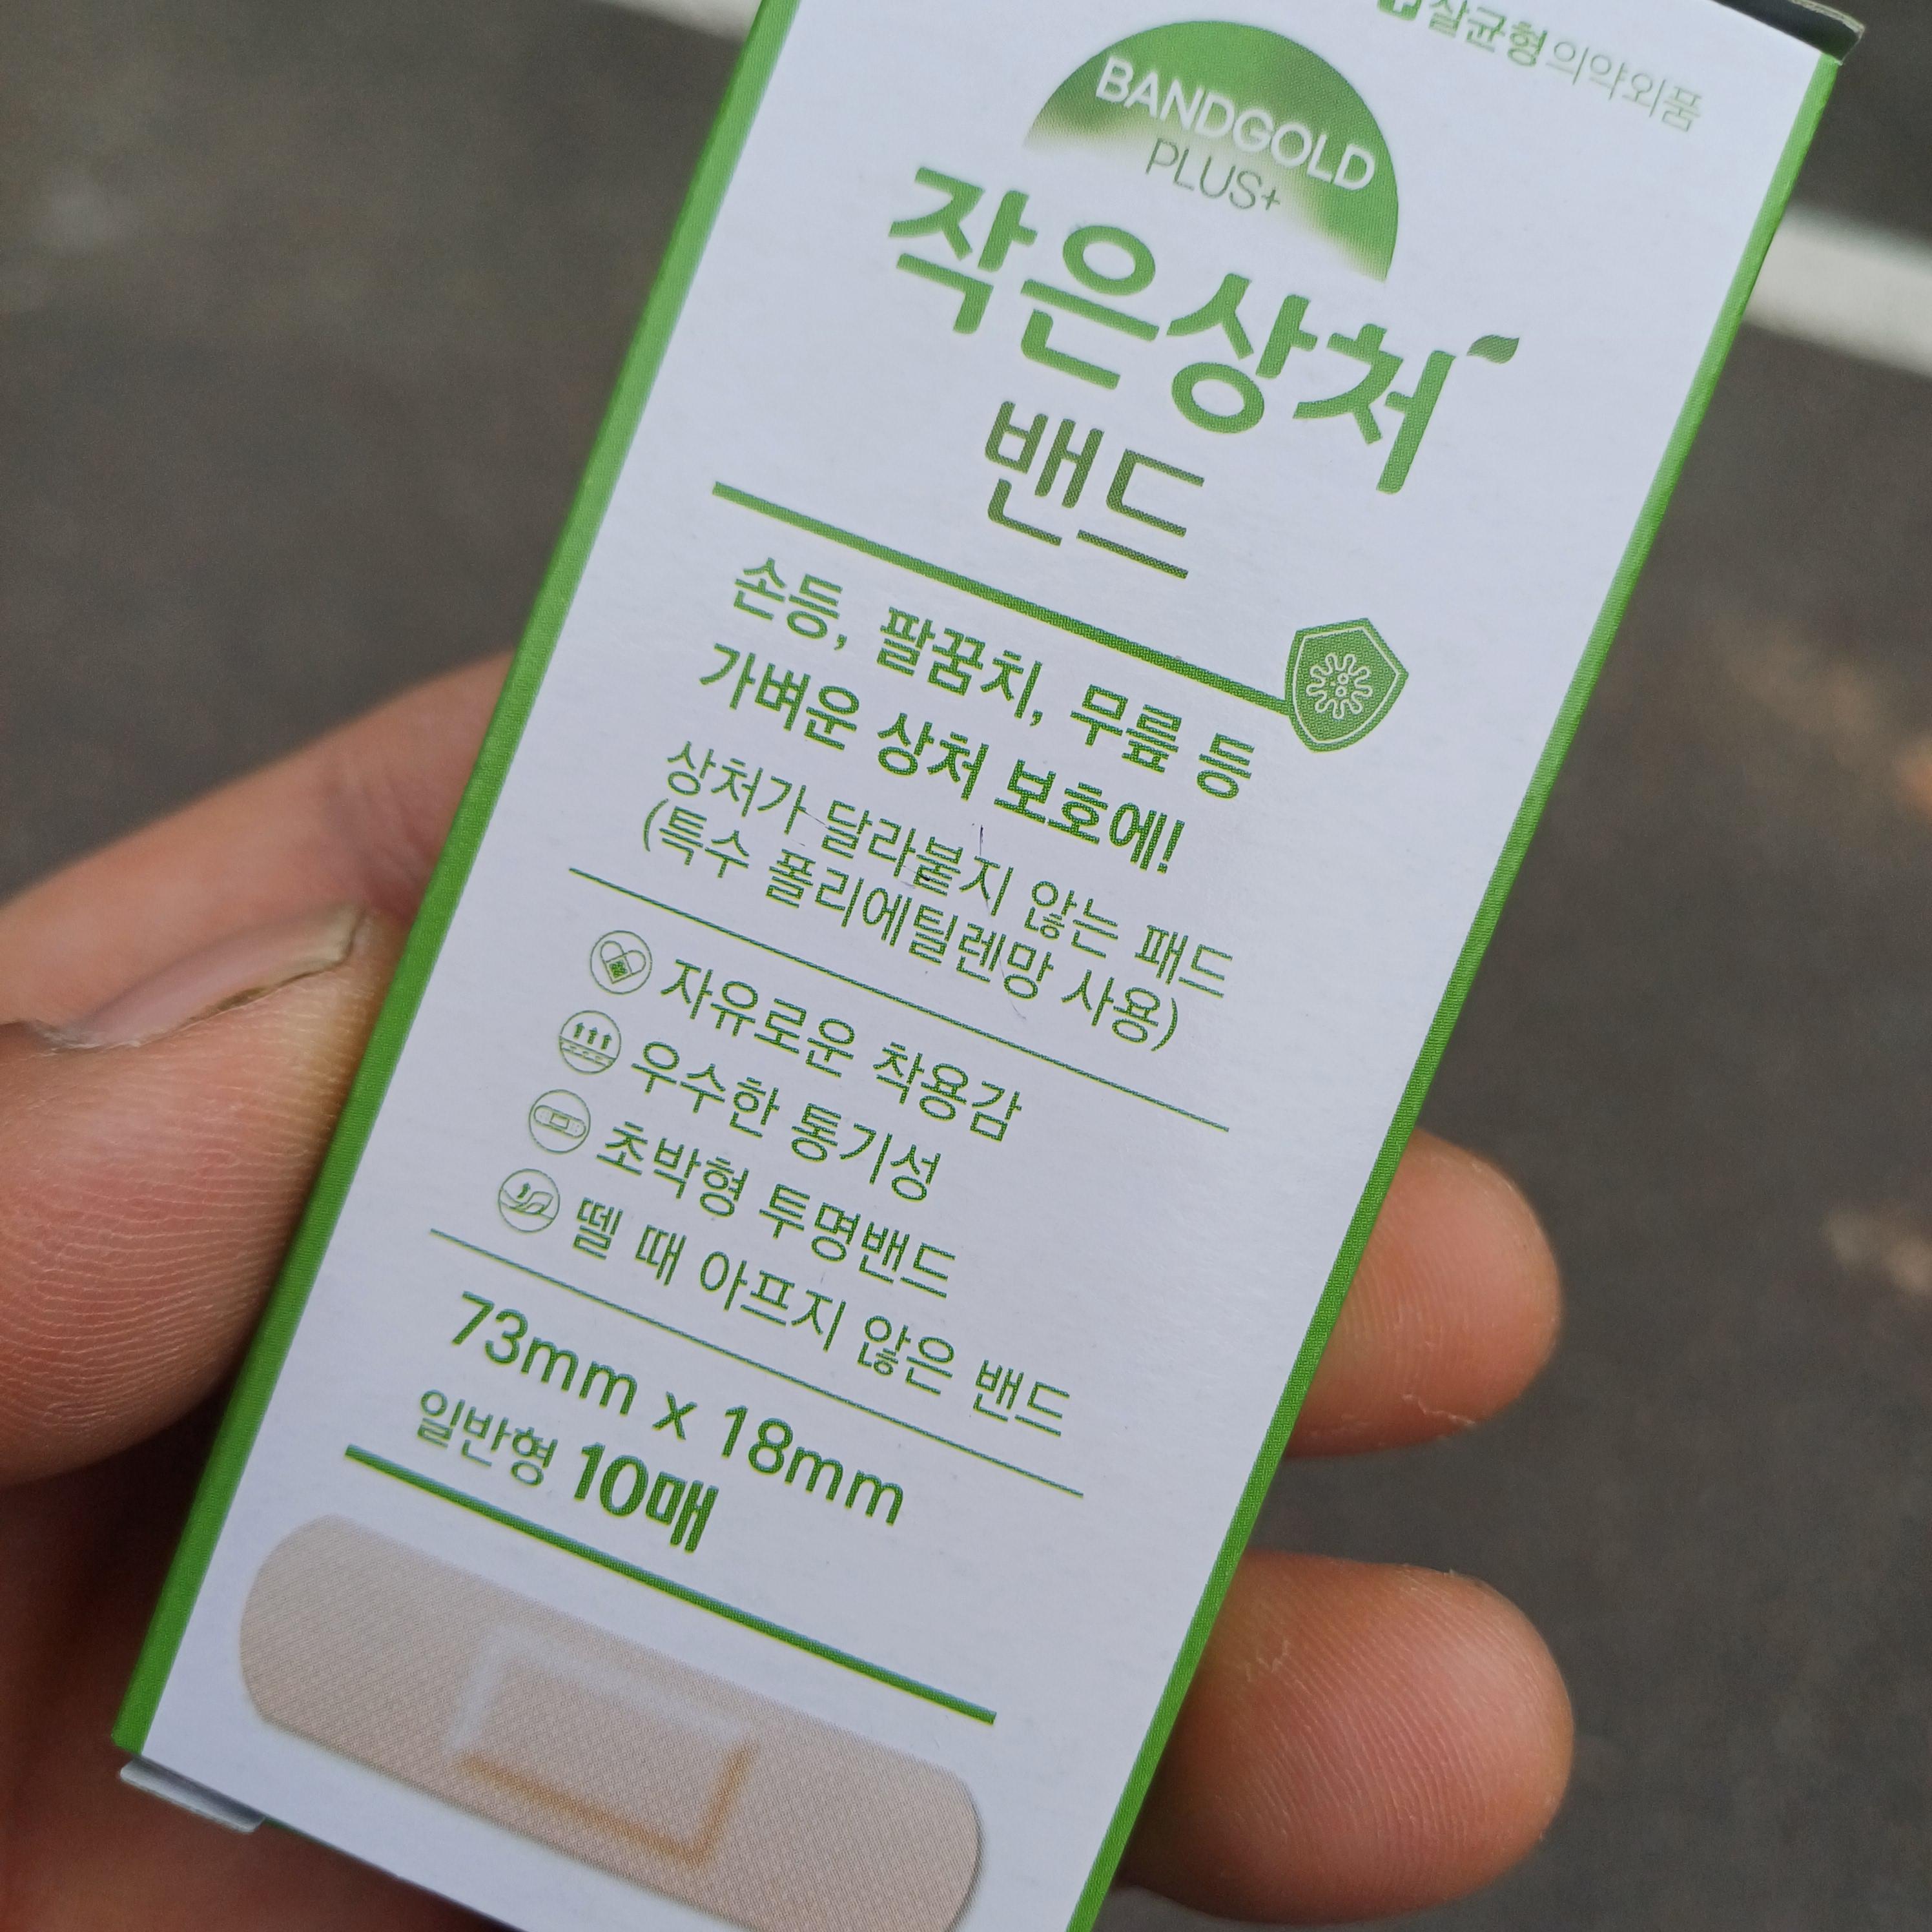 살균형 의약외품
BANDGOLD
PLUS+
작은상처
밴드
손등, 팔꿈치, 무릎 등
가벼운 상처 보호에!
상처가 달라붙지 않는 패드
(특수 폴리에틸렌망 사용)
자유로운 착용감
우수한 통기성
초박형 투명밴드
뗄 때 아프지 않은 밴드
73mm x 18mm
일반형 10매